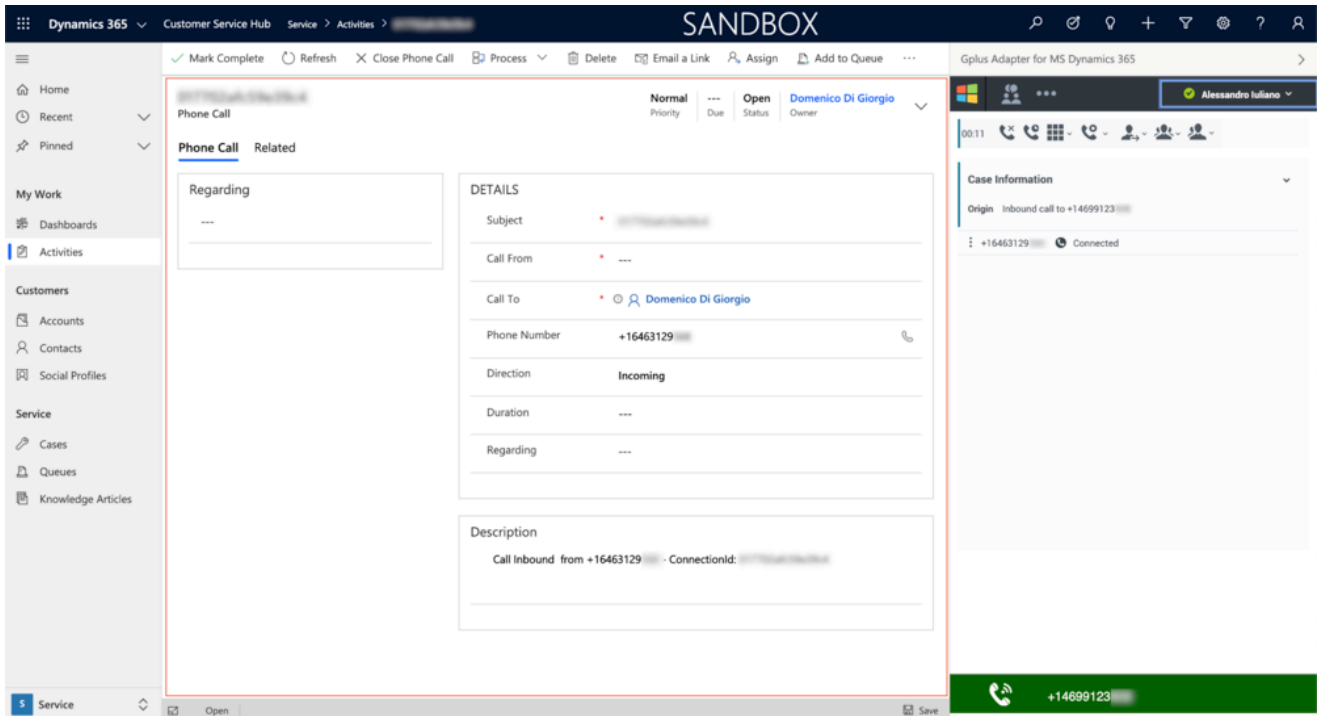 Dynamics 365 Customer Service Hub Service > Activities > SANDBOX
Mark Complete Refresh Close Phone Call Process Delete Email a Link Assign Add to Queue ...
Home
Recent
Pinned
My Work
Dashboards
Activities
Customers
Accounts
Contacts
Social Profiles
Service
Cases
Queues
Knowledge Articles
S Service
Phone Call
Normal --- Open Domenico Di Giorgio
Priority Due Status Owner
Phone Call Related
Regarding
---
DETAILS
Subject *
Call From * ---
Call To * Domenico Di Giorgio
Phone Number +16463129
Direction Incoming
Duration ---
Regarding ---
Description
Call Inbound from +16463129 - ConnectionId:
Open Save
Gplus Adapter for MS Dynamics 365
Alessandro Iuliano
00:11
Case Information
Origin Inbound call to +14699123
+16463129 Connected
+14699123